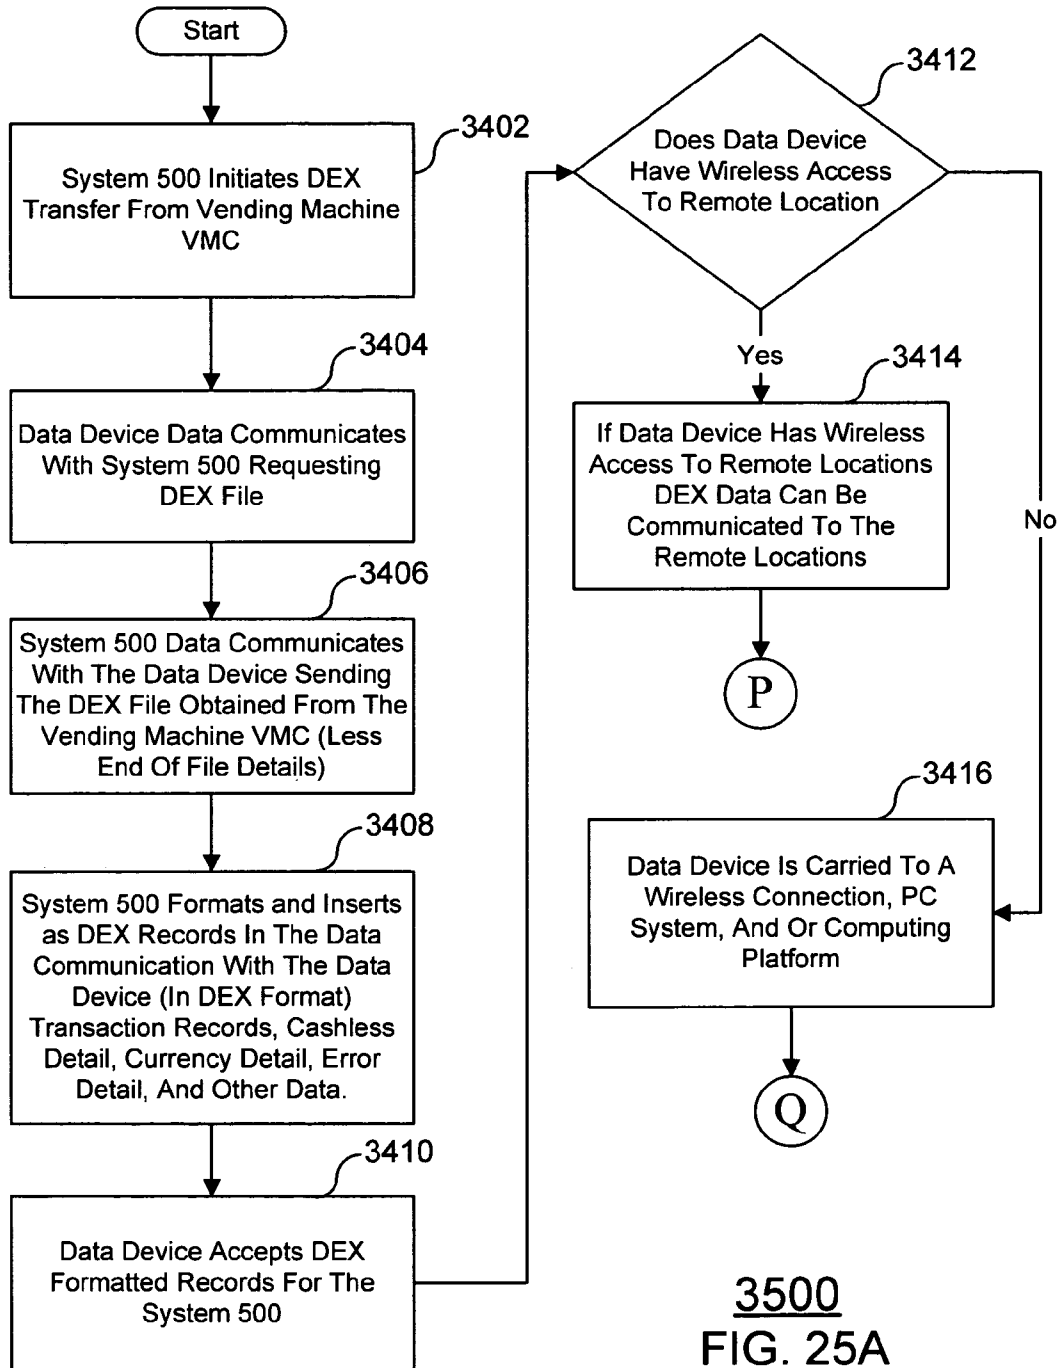 Start
3402
System 500 Initiates DEX
Transfer From Vending Machine
VMC
3404
Data Device Data Communicates
With System 500 Requesting
DEX File
3406
System 500 Data Communicates
With The Data Device Sending
The DEX File Obtained From The
Vending Machine VMC (Less
End Of File Details)
3408
System 500 Formats and Inserts
as DEX Records In The Data
Communication With The Data
Device (In DEX Format)
Transaction Records, Cashless
Detail, Currency Detail, Error
Detail, And Other Data.
3410
Data Device Accepts DEX
Formatted Records For The
System 500
3412
Does Data Device
Have Wireless Access
To Remote Location
Yes
No
3414
If Data Device Has Wireless
Access To Remote Locations
DEX Data Can Be
Communicated To The
Remote Locations
P
3416
Data Device Is Carried To A
Wireless Connection, PC
System, And Or Computing
Platform
Q
3500
FIG. 25A